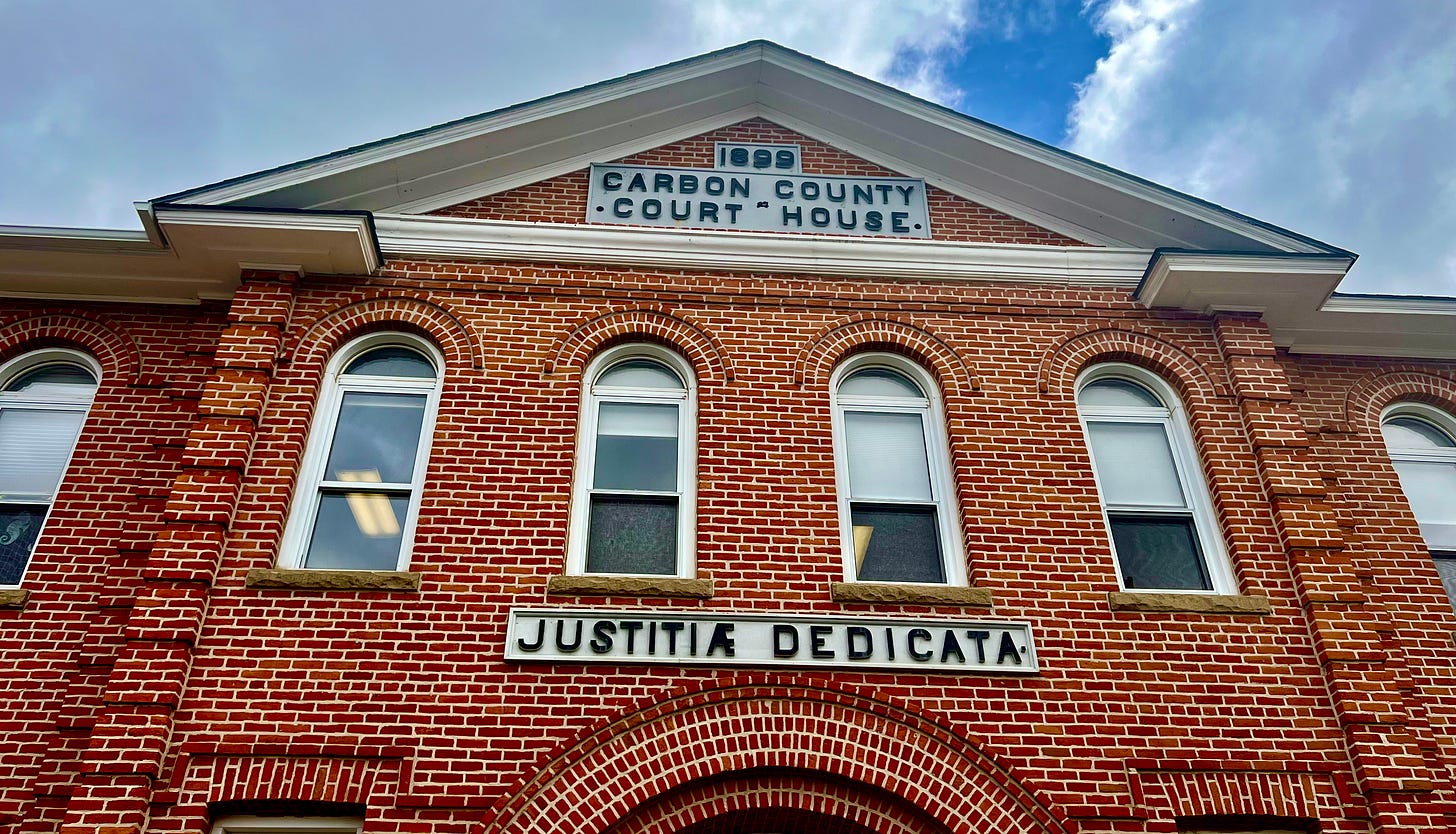 1899
CARBON COUNTY
·COURT - HOUSE·
JUSTITIÆ DEDICATA·